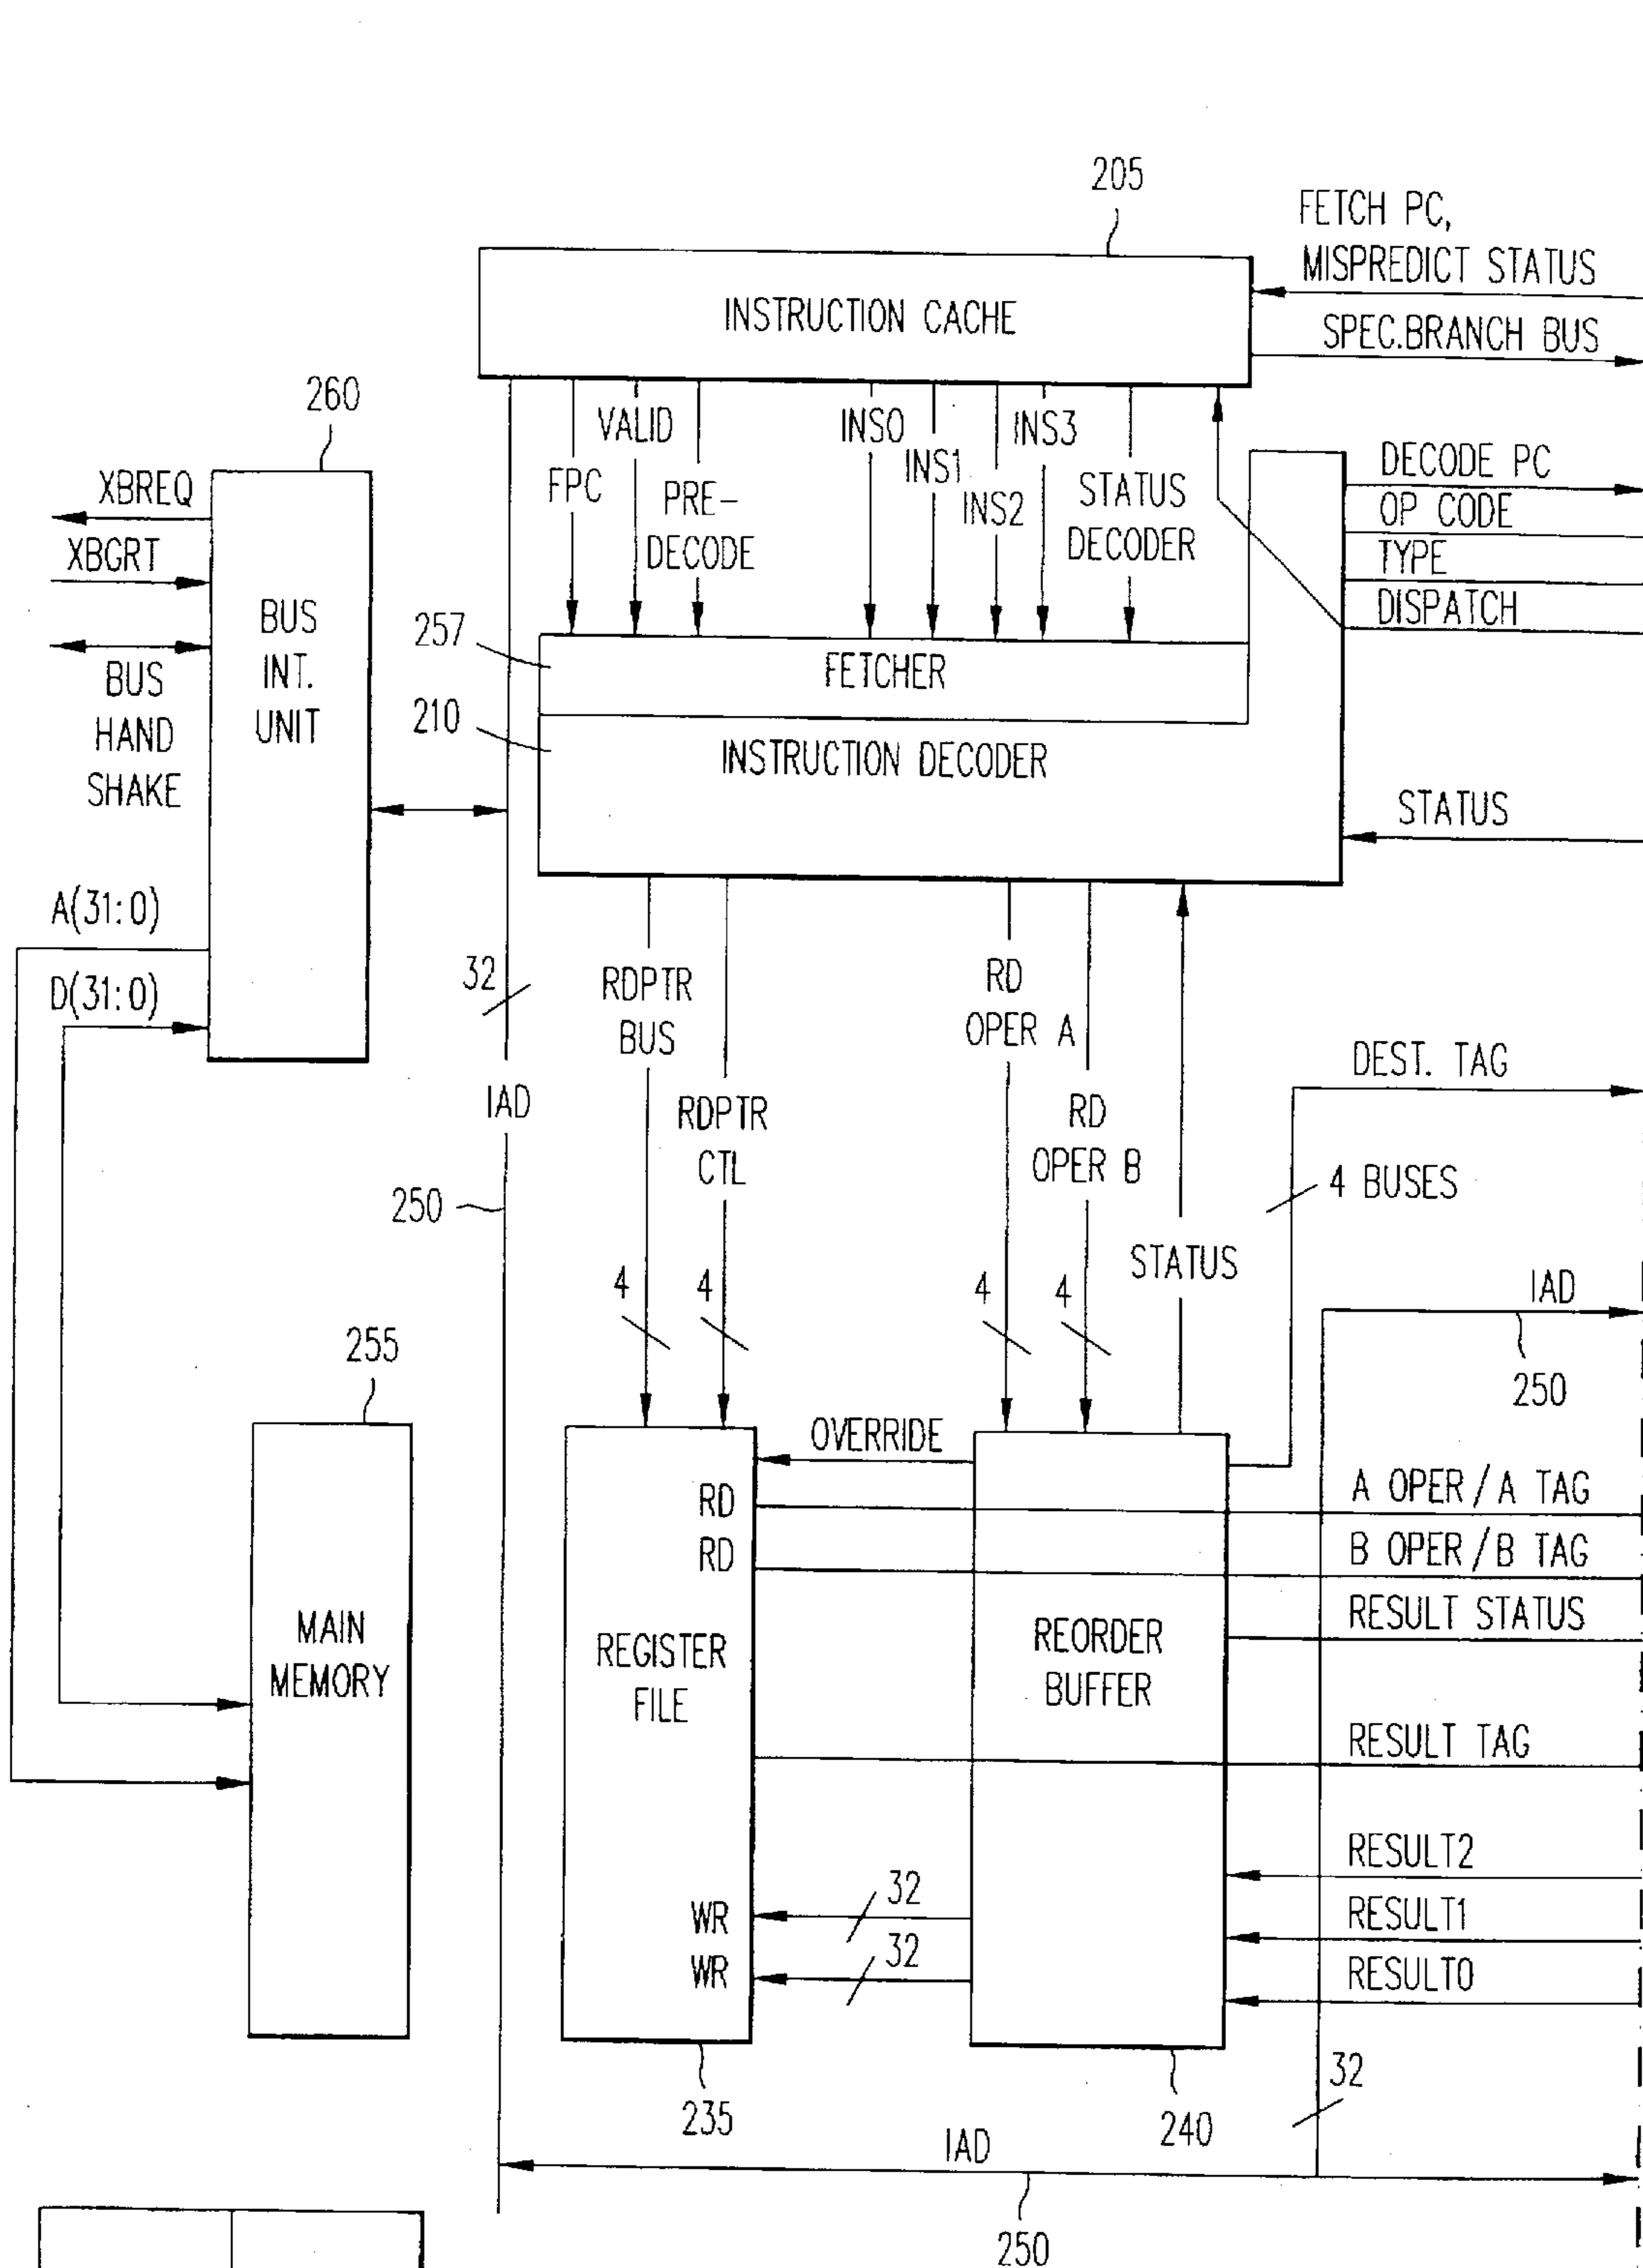 205
FETCH PC,
MISPREDICT STATUS
INSTRUCTION CACHE
SPEC.BRANCH BUS
260
VALID
INS0
INS3
INS1
FPC
PRE-
DECODE
INS2
STATUS
DECODER
XBREQ
XBGRT
BUS
HAND
SHAKE
BUS
INT.
UNIT
DECODE PC
OP CODE
TYPE
DISPATCH
257
FETCHER
210
INSTRUCTION DECODER
STATUS
A(31:0)
D(31:0)
32
IAD
250
RDPTR
BUS
RDPTR
CTL
RD
OPER A
RD
OPER B
STATUS
DEST. TAG
4 BUSES
4
4
4
4
IAD
250
255
MAIN
MEMORY
OVERRIDE
RD
RD
REGISTER
FILE
REORDER
BUFFER
A OPER/A TAG
B OPER/B TAG
RESULT STATUS
RESULT TAG
RESULT2
RESULT1
RESULT0
WR
32
WR
32
235
240
32
IAD
250